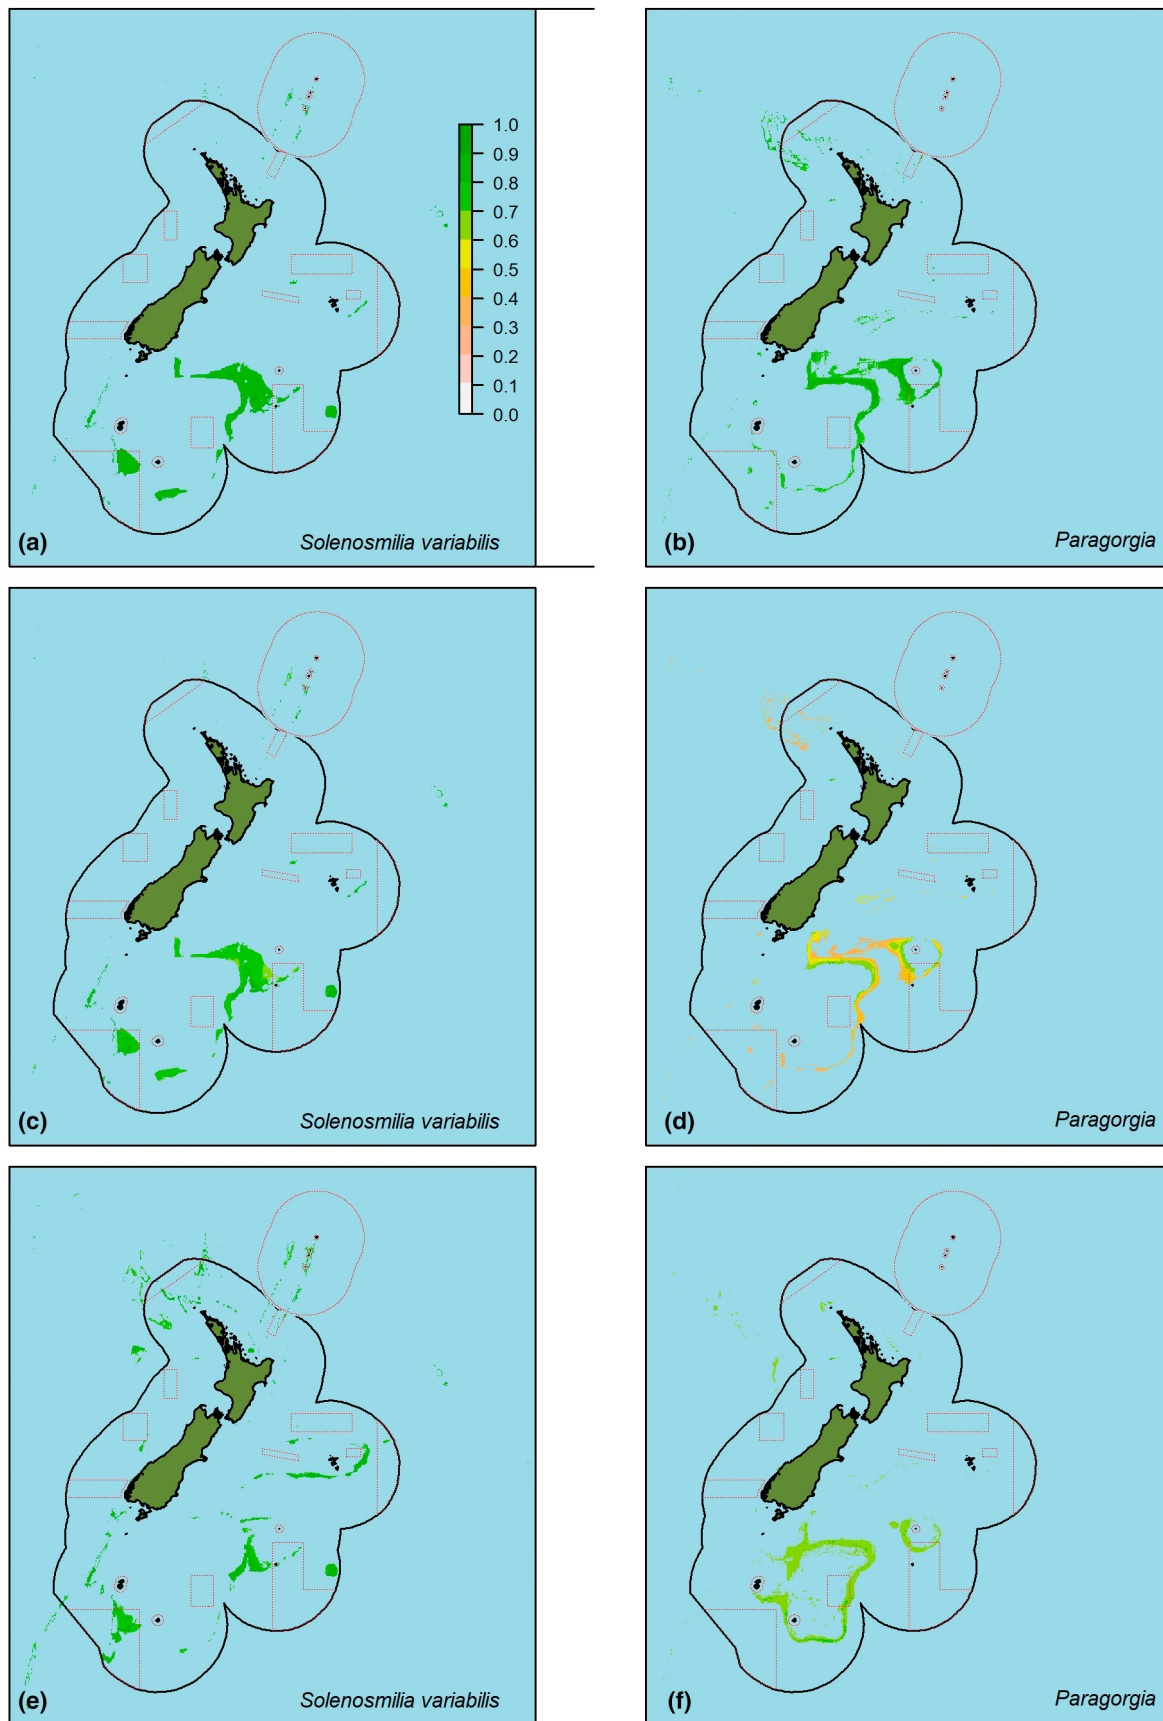 1.0
0.9
0.8
0.7
0.6
0.5
0.4
0.3
0.2
0.1
0.0
(a)
Solenosmilia variabilis
(b)
Paragorgia
(c)
Solenosmilia variabilis
(d)
Paragorgia
(e)
Solenosmilia variabilis
(f)
Paragorgia